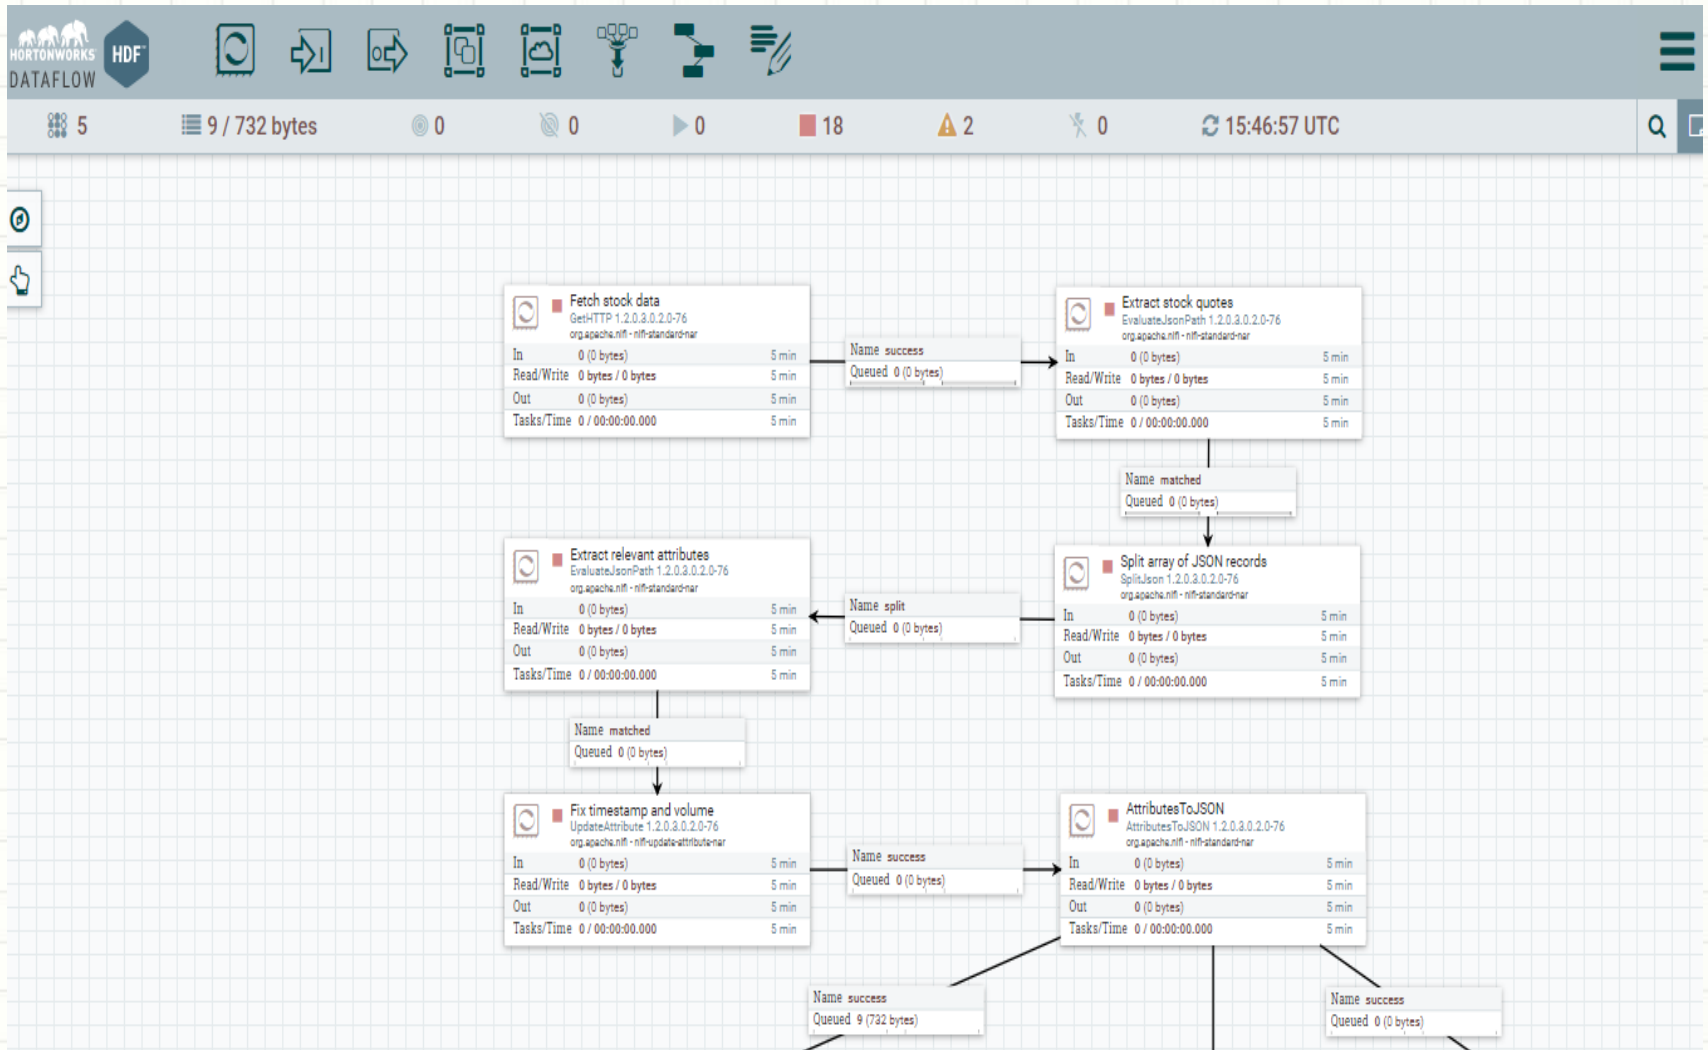 HORTONWORKS
DATAFLOW
HDF
5
9 / 732 bytes
0
0
0
18
2
0
15:46:57 UTC
Fetch stock data
GetHTTP 1.2.0.3.0.2.0-76
org.apache.nifi - nifi-standard-nar
In 0 (0 bytes) 5 min
Read/Write 0 bytes / 0 bytes 5 min
Out 0 (0 bytes) 5 min
Tasks/Time 0 / 00:00:00.000 5 min
Name success
Queued 0 (0 bytes)
Extract stock quotes
EvaluateJsonPath 1.2.0.3.0.2.0-76
org.apache.nifi - nifi-standard-nar
In 0 (0 bytes) 5 min
Read/Write 0 bytes / 0 bytes 5 min
Out 0 (0 bytes) 5 min
Tasks/Time 0 / 00:00:00.000 5 min
Name matched
Queued 0 (0 bytes)
Split array of JSON records
SplitJson 1.2.0.3.0.2.0-76
org.apache.nifi - nifi-standard-nar
In 0 (0 bytes) 5 min
Read/Write 0 bytes / 0 bytes 5 min
Out 0 (0 bytes) 5 min
Tasks/Time 0 / 00:00:00.000 5 min
Name split
Queued 0 (0 bytes)
Extract relevant attributes
EvaluateJsonPath 1.2.0.3.0.2.0-76
org.apache.nifi - nifi-standard-nar
In 0 (0 bytes) 5 min
Read/Write 0 bytes / 0 bytes 5 min
Out 0 (0 bytes) 5 min
Tasks/Time 0 / 00:00:00.000 5 min
Name matched
Queued 0 (0 bytes)
Fix timestamp and volume
UpdateAttribute 1.2.0.3.0.2.0-76
org.apache.nifi - nifi-update-attribute-nar
In 0 (0 bytes) 5 min
Read/Write 0 bytes / 0 bytes 5 min
Out 0 (0 bytes) 5 min
Tasks/Time 0 / 00:00:00.000 5 min
Name success
Queued 0 (0 bytes)
AttributesToJSON
AttributesToJSON 1.2.0.3.0.2.0-76
org.apache.nifi - nifi-standard-nar
In 0 (0 bytes) 5 min
Read/Write 0 bytes / 0 bytes 5 min
Out 0 (0 bytes) 5 min
Tasks/Time 0 / 00:00:00.000 5 min
Name success
Queued 9 (732 bytes)
Name success
Queued 0 (0 bytes)